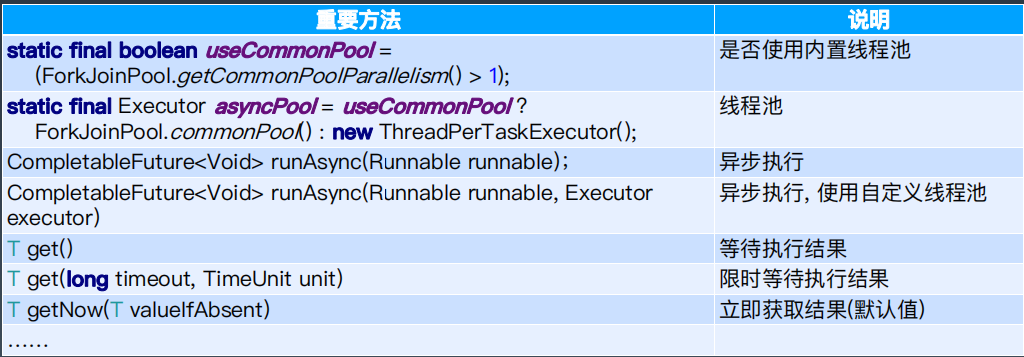 重要方法 说明
static final boolean useCommonPool = 是否使用内置线程池
(ForkJoinPool.getCommonPoolParallelism() > 1);
static final Executor asyncPool = useCommonPool ? 线程池
ForkJoinPool.commonPool() : new ThreadPerTaskExecutor();
CompletableFuture<Void> runAsync(Runnable runnable); 异步执行
CompletableFuture<Void> runAsync(Runnable runnable, Executor 异步执行, 使用自定义线程池
executor)
T get() 等待执行结果
T get(long timeout, TimeUnit unit) 限时等待执行结果
T getNow(T valueIfAbsent) 立即获取结果(默认值)
……